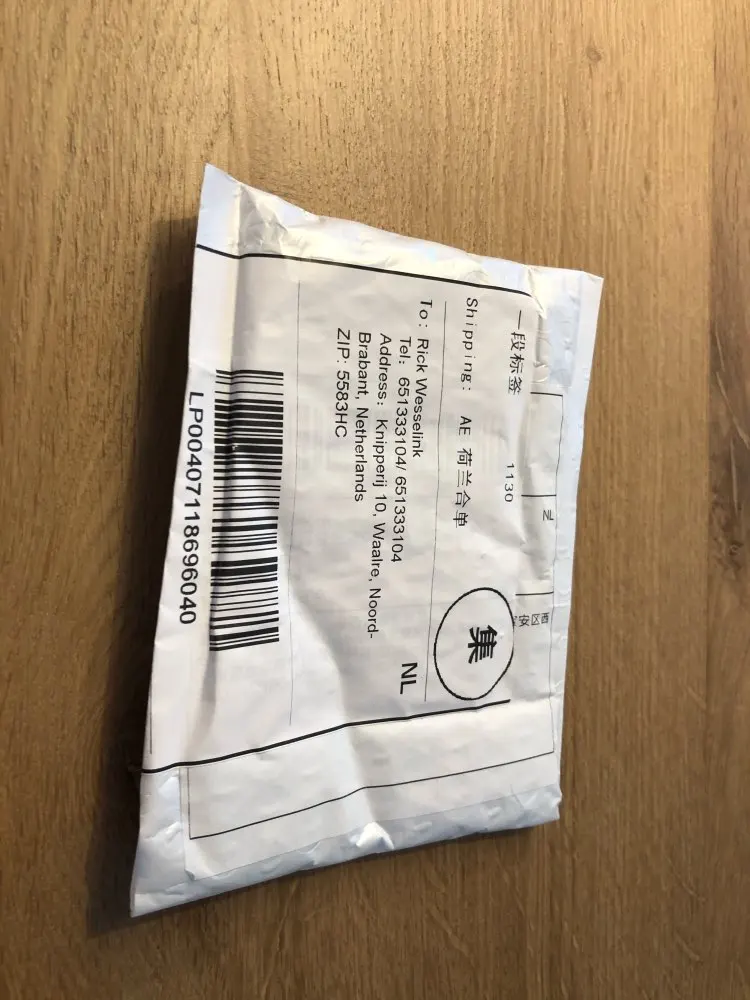 一段标签
1130
Shipping: AE 荷兰合单
集
To: Rick Wesselink
Tel: 651333104/ 651333104
Address: Knipperij 10, Waalre, Noord-
Brabant, Netherlands
ZIP: 5583HC
NL
LP00407118696040